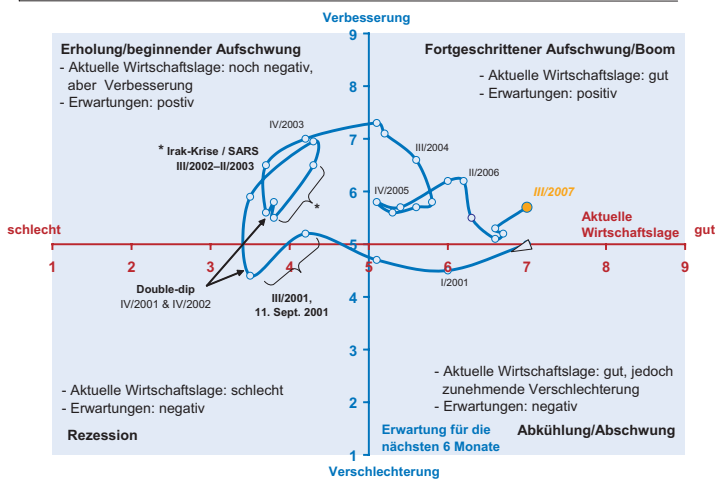 Verbesserung
9
Erholung/beginnender Aufschwung
- Aktuelle Wirtschaftslage: noch negativ,
aber Verbesserung
- Erwartungen: postiv
Fortgeschrittener Aufschwung/Boom
- Aktuelle Wirtschaftslage: gut
- Erwartungen: positiv
8
IV/2003
7
* Irak-Krise / SARS
III/2002–II/2003
III/2004
II/2006
IV/2005
III/2007
6
*
schlecht
Aktuelle
Wirtschaftslage
gut
5
1
2
3
4
5
6
7
8
9
Double-dip
IV/2001 & IV/2002
III/2001,
11. Sept. 2001
I/2001
4
3
- Aktuelle Wirtschaftslage: schlecht
- Erwartungen: negativ
Rezession
- Aktuelle Wirtschaftslage: gut, jedoch
zunehmende Verschlechterung
- Erwartungen: negativ
2
Erwartung für die
nächsten 6 Monate
Abkühlung/Abschwung
1
Verschlechterung